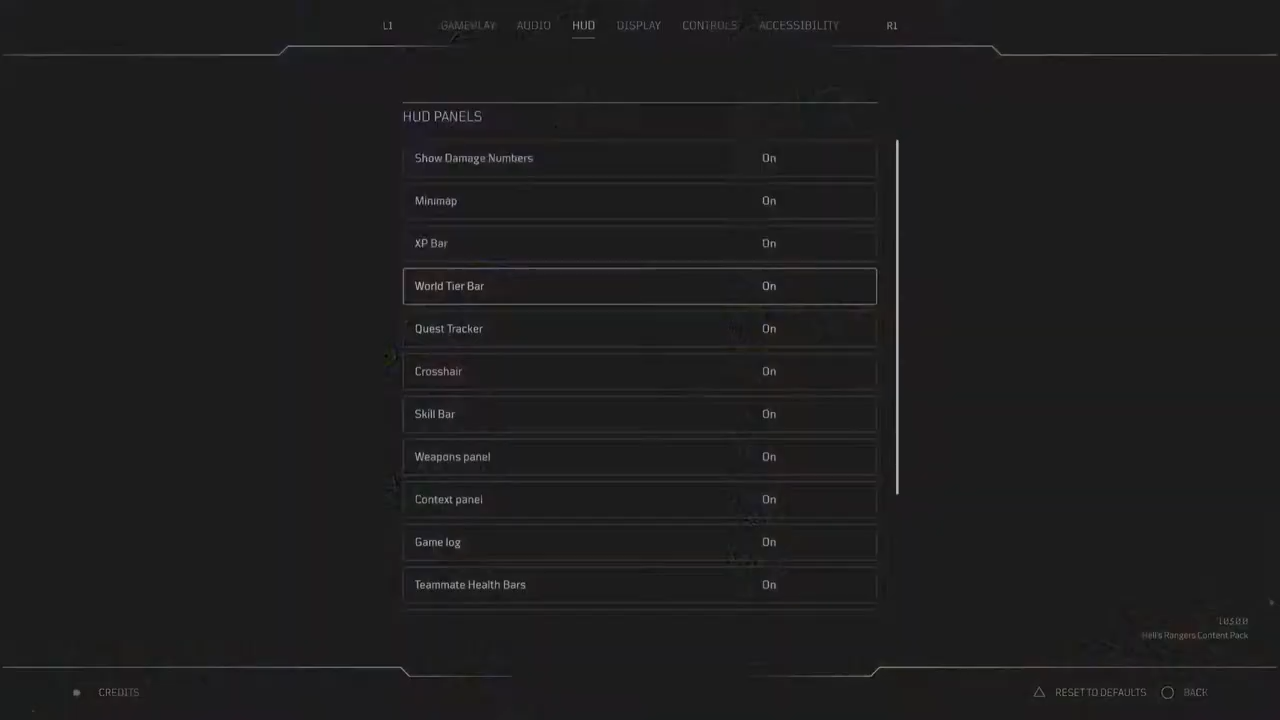 L1 GAMEPLAY AUDIO HUD DISPLAY CONTROLS ACCESSIBILITY R1
HUD PANELS
Show Damage Numbers On
Minimap On
XP Bar On
World Tier Bar On
Quest Tracker On
Crosshair On
Skill Bar On
Weapons panel On
Context panel On
Game log On
Teammate Health Bars On
Hell's Rangers Content Pack
CREDITS RESET TO DEFAULTS BACK